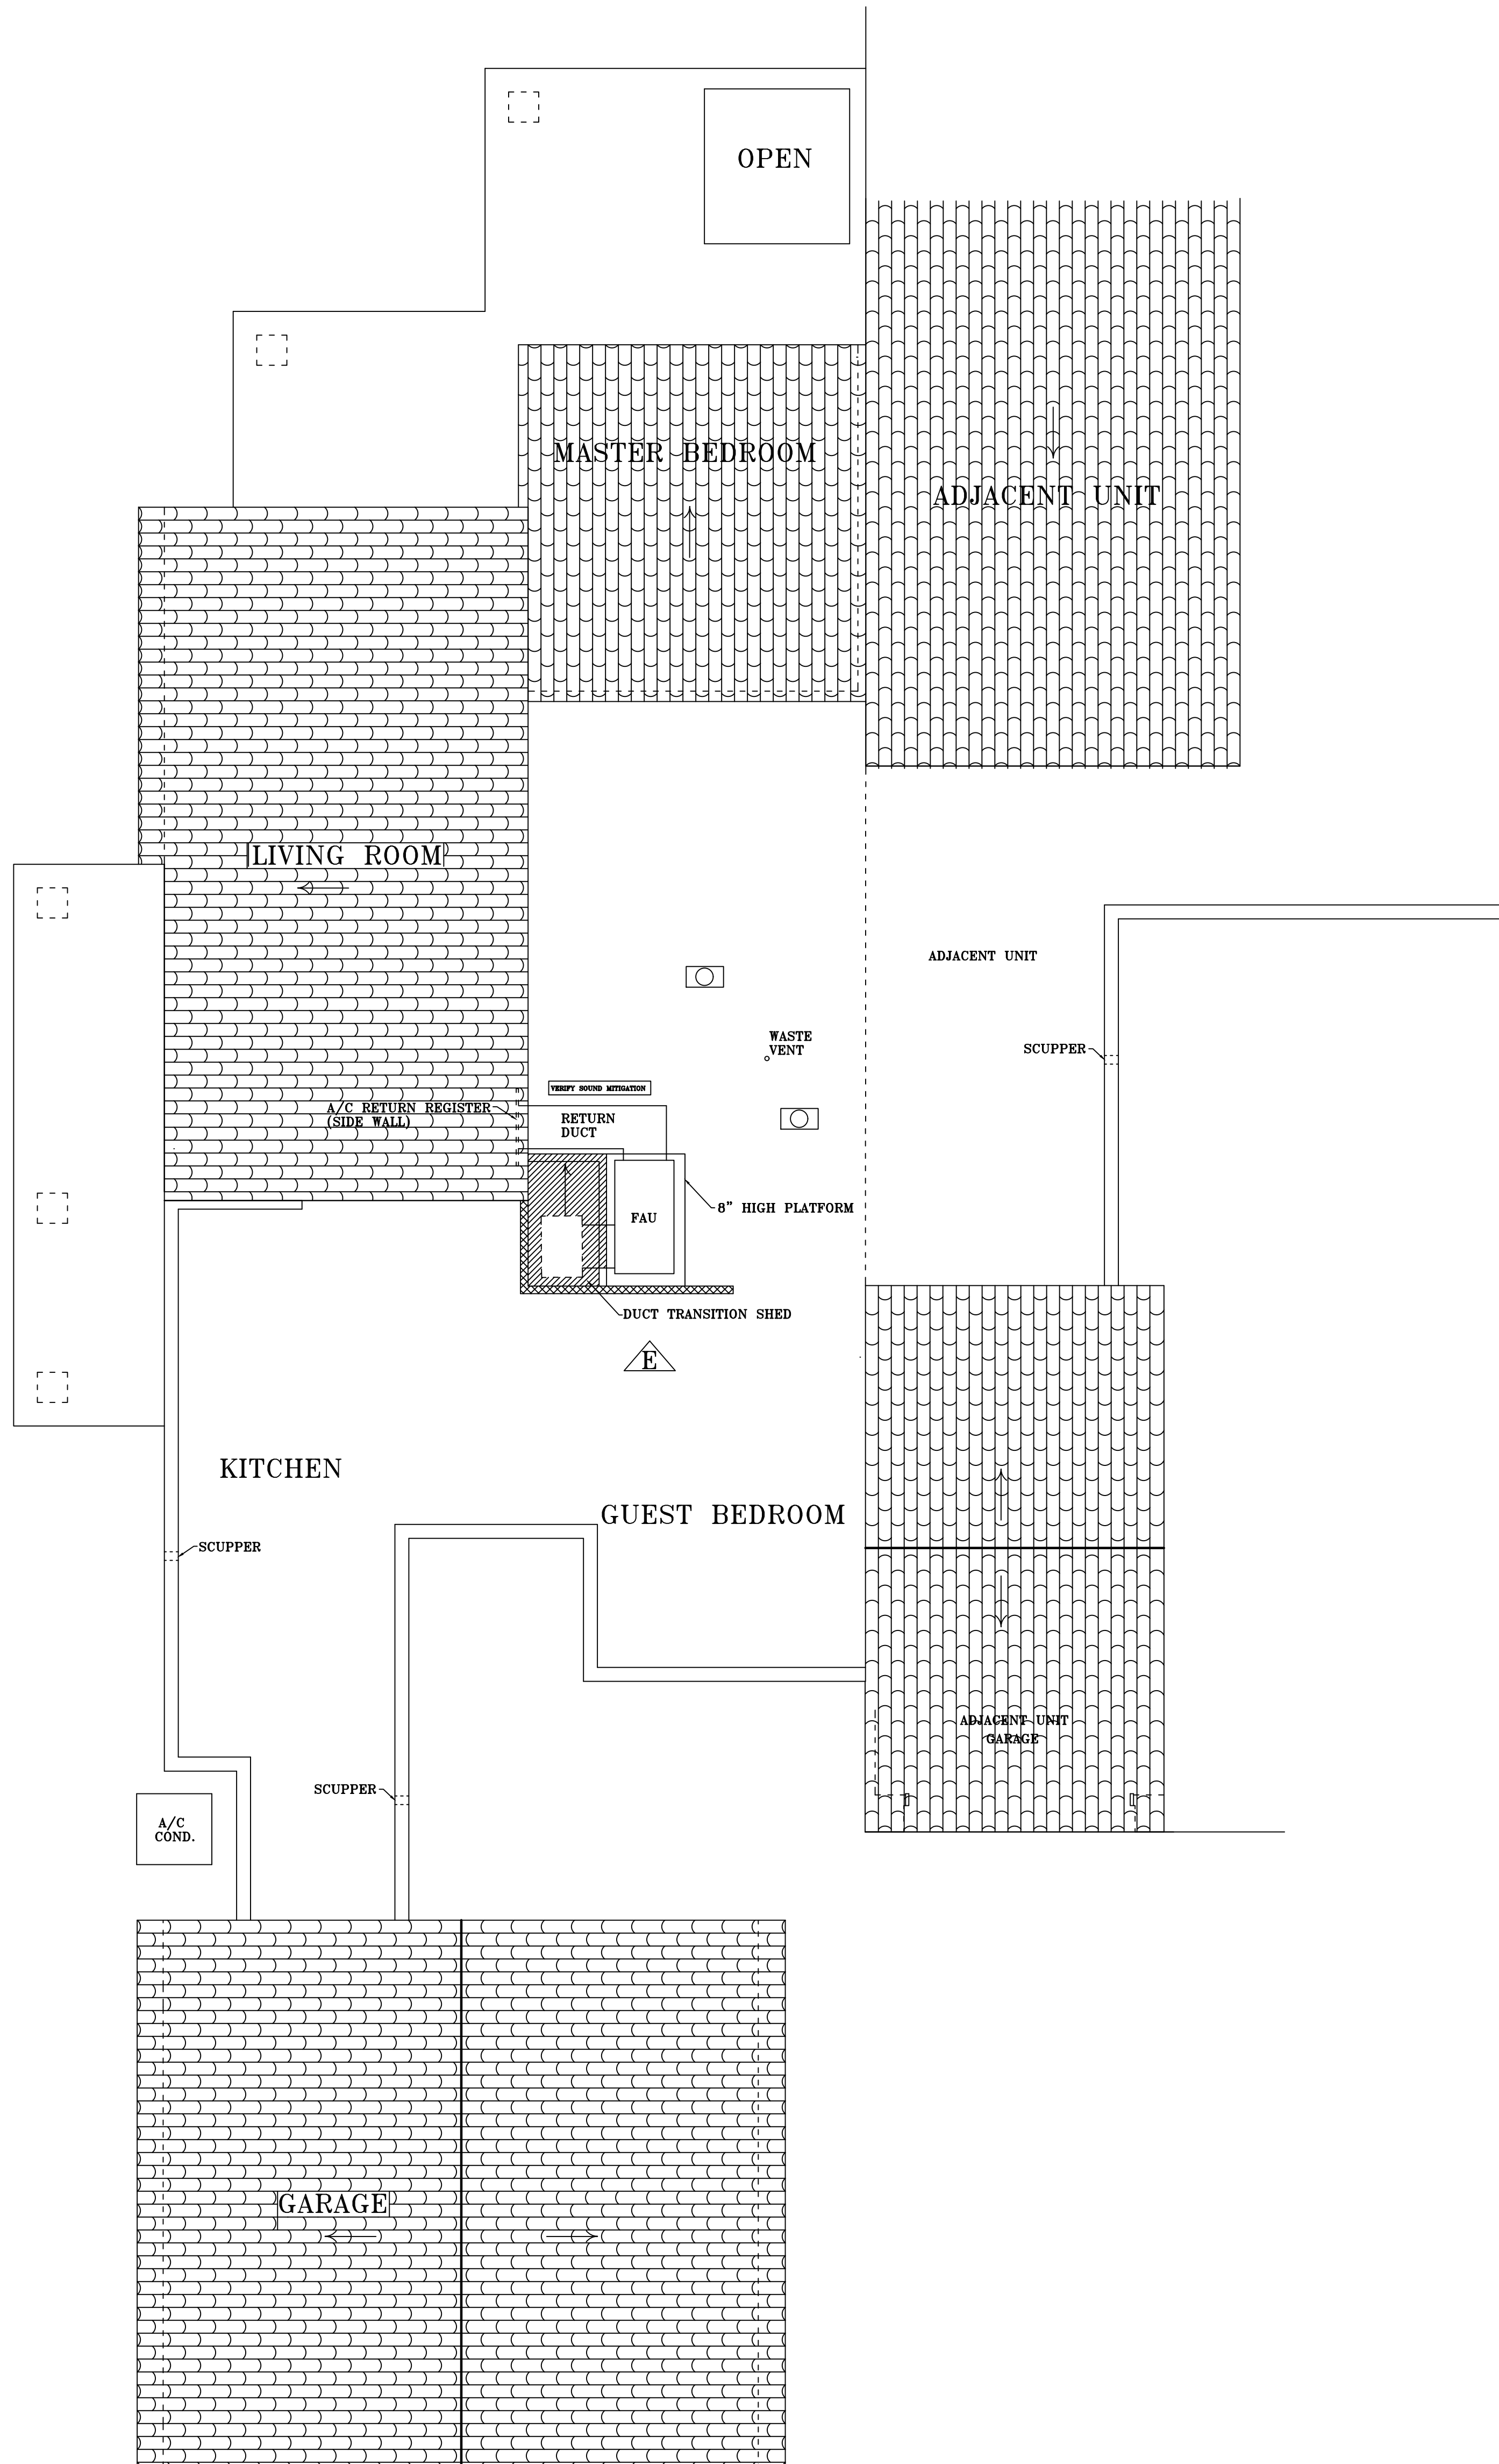 OPEN
MASTER BEDROOM
ADJACENT UNIT
LIVING ROOM
ADJACENT UNIT
WASTE
VENT
SCUPPER
VERIFY SOUND MITIGATION
A/C RETURN REGISTER
(SIDE WALL)
RETURN
DUCT
8" HIGH PLATFORM
FAU
DUCT TRANSITION SHED
E
KITCHEN
GUEST BEDROOM
SCUPPER
ADJACENT UNIT
GARAGE
SCUPPER
A/C
COND.
GARAGE